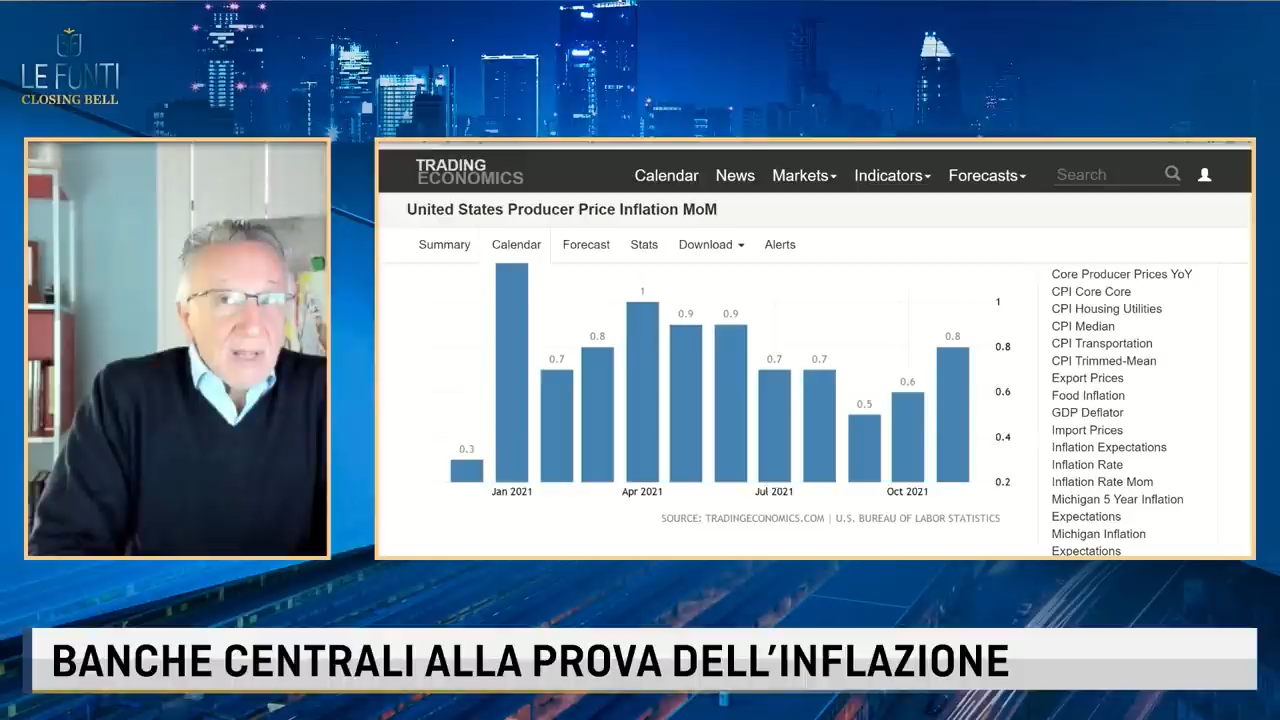 LE FONTI
CLOSING BELL
TRADING
ECONOMICS
Calendar News Markets Indicators Forecasts Search
United States Producer Price Inflation MoM
Summary Calendar Forecast Stats Download Alerts
0.3
0.7
0.8
1
0.9
0.9
0.7
0.7
0.5
0.6
0.8
1
0.8
0.6
0.4
0.2
Jan 2021 Apr 2021 Jul 2021 Oct 2021
SOURCE: TRADINGECONOMICS.COM | U.S. BUREAU OF LABOR STATISTICS
Core Producer Prices YoY
CPI Core Core
CPI Housing Utilities
CPI Median
CPI Transportation
CPI Trimmed-Mean
Export Prices
Food Inflation
GDP Deflator
Import Prices
Inflation Expectations
Inflation Rate
Inflation Rate Mom
Michigan 5 Year Inflation
Expectations
Michigan Inflation
Expectations
BANCHE CENTRALI ALLA PROVA DELL'INFLAZIONE